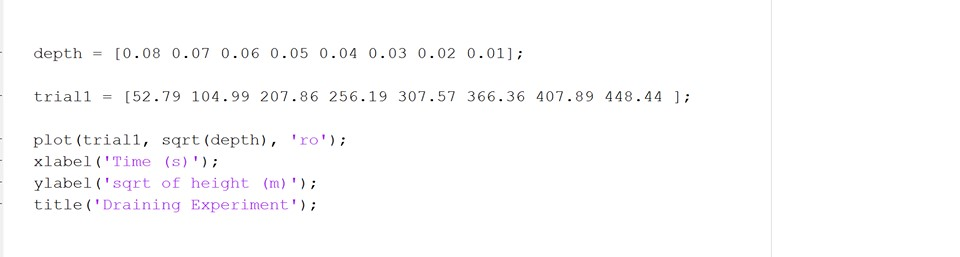 depth = [0.08 0.07 0.06 0.05 0.04 0.03 0.02 0.01];
trial1 = [52.79 104.99 207.86 256.19 307.57 366.36 407.89 448.44 ];
plot(trial1, sqrt(depth), 'ro');
xlabel('Time (s)');
ylabel('sqrt of height (m)');
title('Draining Experiment');